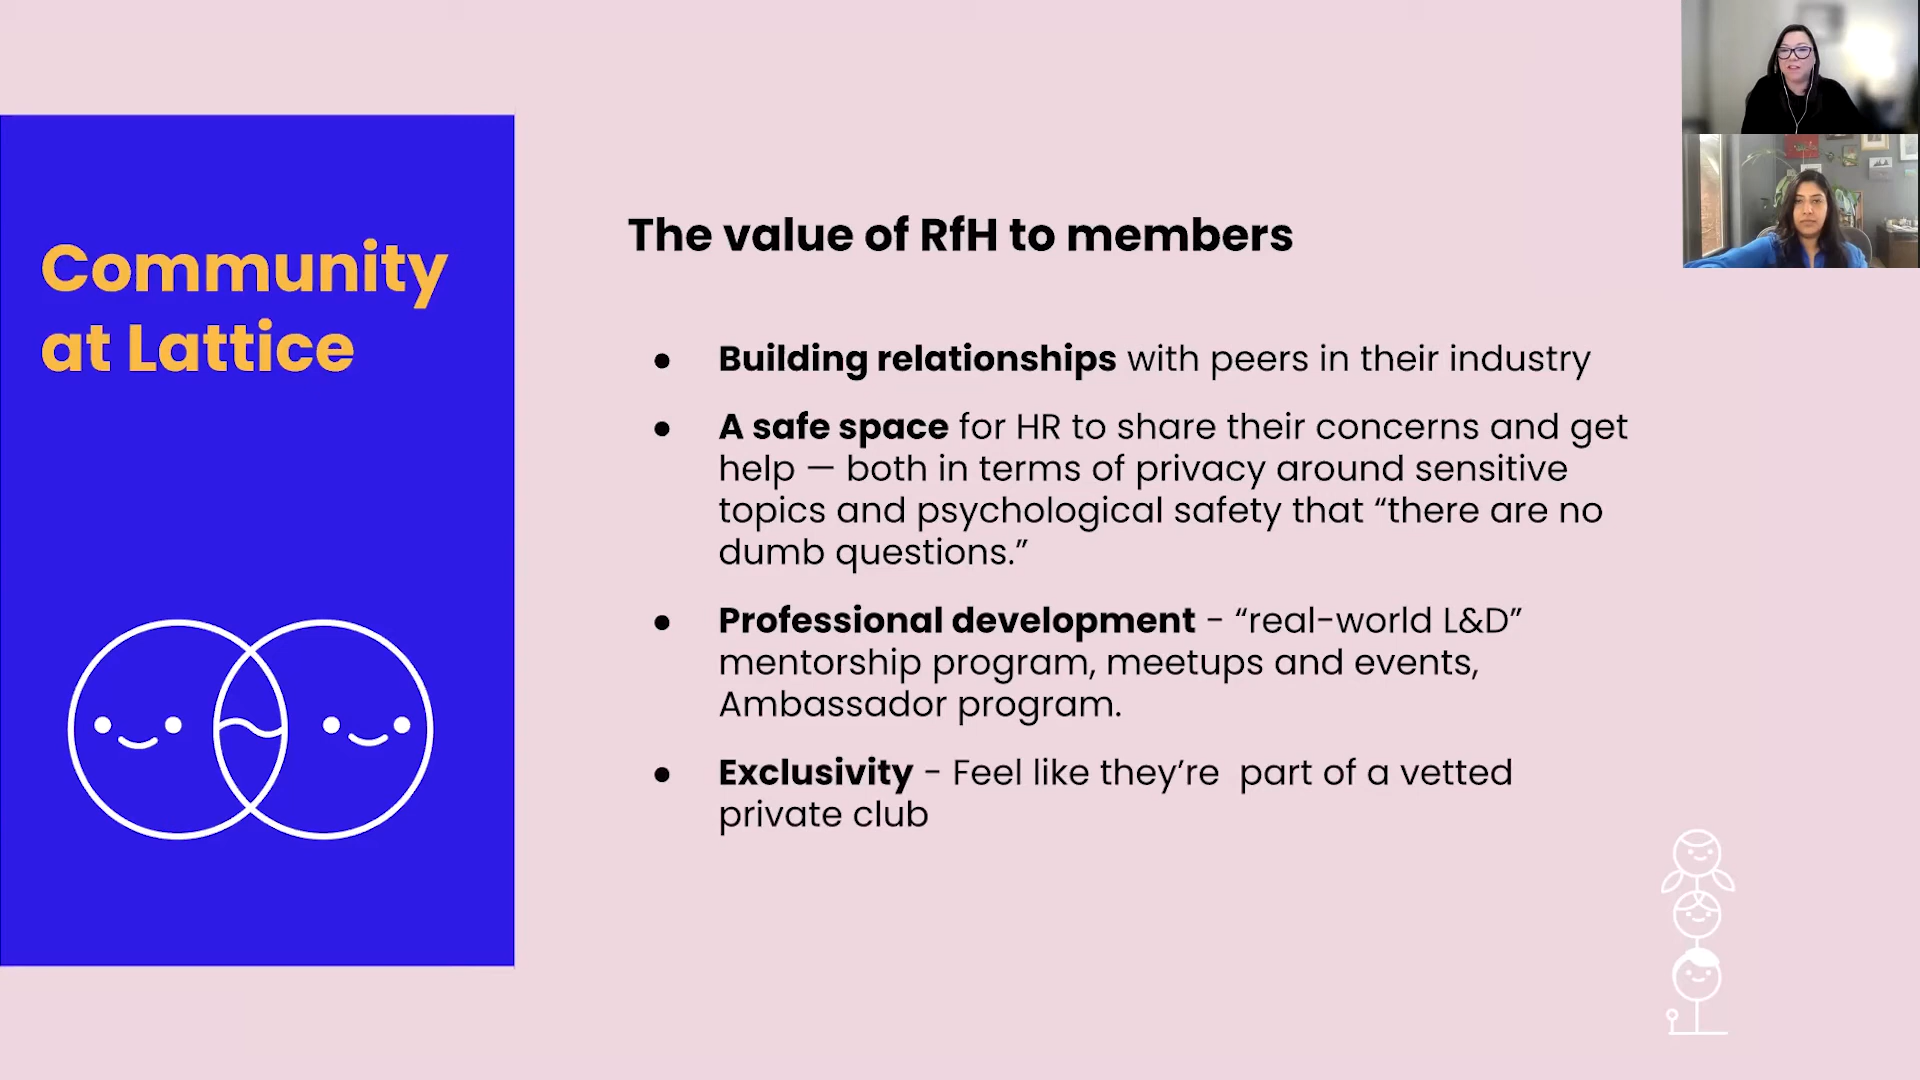 Community
at Lattice
The value of RfH to members
● Building relationships with peers in their industry
● A safe space for HR to share their concerns and get
help — both in terms of privacy around sensitive
topics and psychological safety that “there are no
dumb questions.”
● Professional development - “real-world L&D”
mentorship program, meetups and events,
Ambassador program.
● Exclusivity - Feel like they’re  part of a vetted
private club